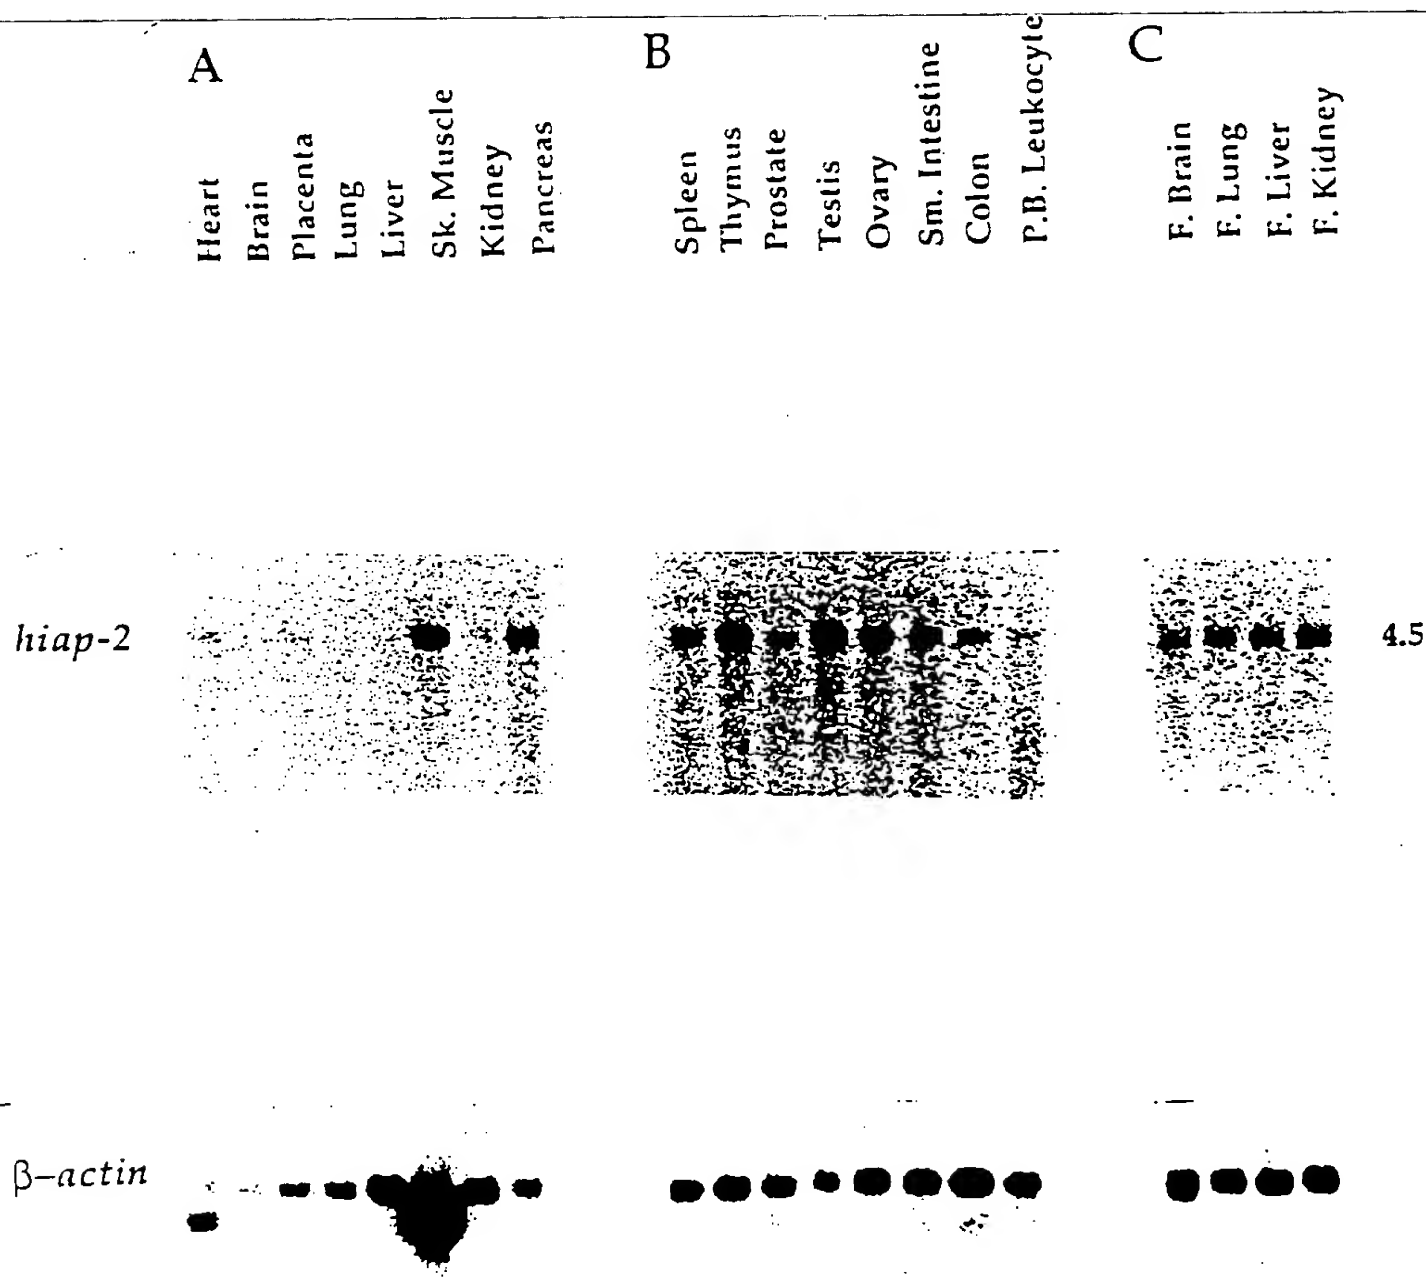 A
B
C
Heart
Brain
Placenta
Lung
Liver
Sk. Muscle
Kidney
Pancreas
Spleen
Thymus
Prostate
Testis
Ovary
Sm. Intestine
Colon
P.B. Leukocyte
F. Brain
F. Lung
F. Liver
F. Kidney
hiap-2
4.5
β-actin